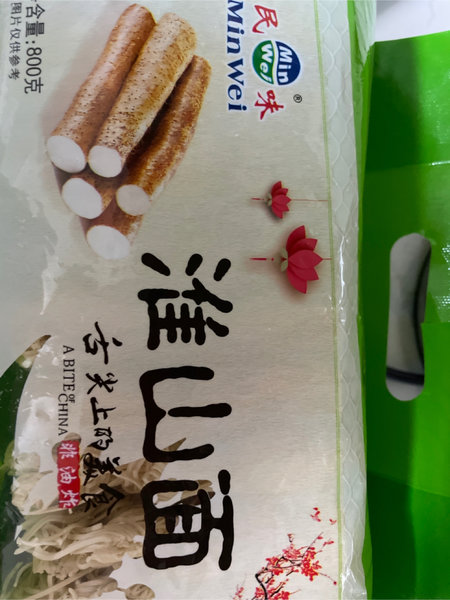 民味
Min
Wei
®
MinWei
淮山面
舌尖上的美食
A BITE OF
CHINA
非油炸
含量:800克
图片仅供参考